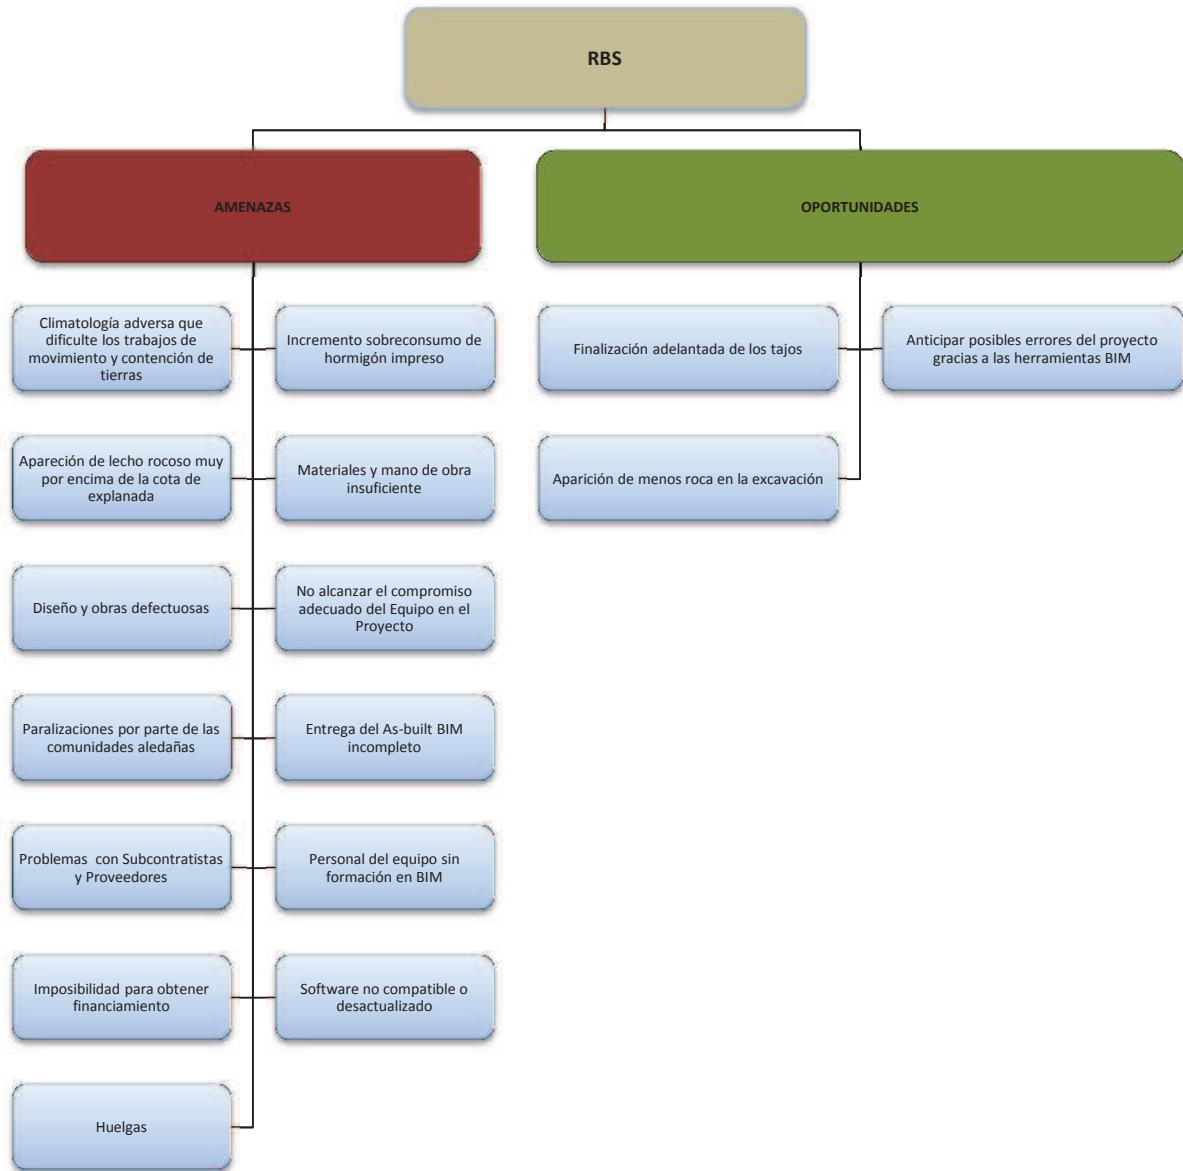 RBS
AMENAZAS
OPORTUNIDADES
Climatología adversa que
dificulte los trabajos de
movimiento y contención de
tierras
Incremento sobreconsumo de
hormigón impreso
Finalización adelantada de los tajos
Anticipar posibles errores del proyecto
gracias a las herramientas BIM
Apareción de lecho rocoso muy
por encima de la cota de
explanada
Materiales y mano de obra
insuficiente
Aparición de menos roca en la excavación
Diseño y obras defectuosas
No alcanzar el compromiso
adecuado del Equipo en el
Proyecto
Paralizaciones por parte de las
comunidades aledañas
Entrega del As-built BIM
incompleto
Problemas con Subcontratistas
y Proveedores
Personal del equipo sin
formación en BIM
Imposibilidad para obtener
financiamiento
Software no compatible o
desactualizado
Huelgas